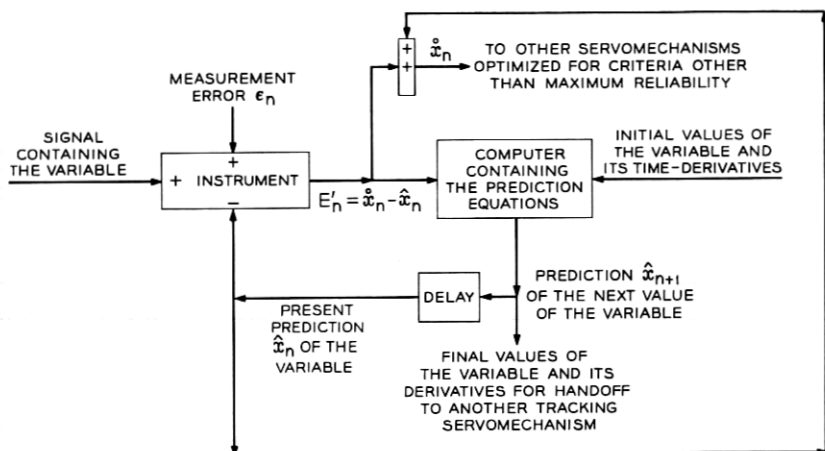 +
+
x̊ₙ
TO OTHER SERVOMECHANISMS
OPTIMIZED FOR CRITERIA OTHER
THAN MAXIMUM RELIABILITY
MEASUREMENT
ERROR ϵₙ
SIGNAL
CONTAINING
THE VARIABLE
+
+ INSTRUMENT
−
E′ₙ = x̊ₙ − x̂ₙ
COMPUTER
CONTAINING
THE PREDICTION
EQUATIONS
INITIAL VALUES OF
THE VARIABLE AND
ITS TIME-DERIVATIVES
DELAY
PREDICTION x̂ₙ₊₁
OF THE NEXT VALUE
OF THE VARIABLE
PRESENT
PREDICTION
x̂ₙ OF THE
VARIABLE
FINAL VALUES OF
THE VARIABLE AND ITS
DERIVATIVES FOR HANDOFF
TO ANOTHER TRACKING
SERVOMECHANISM